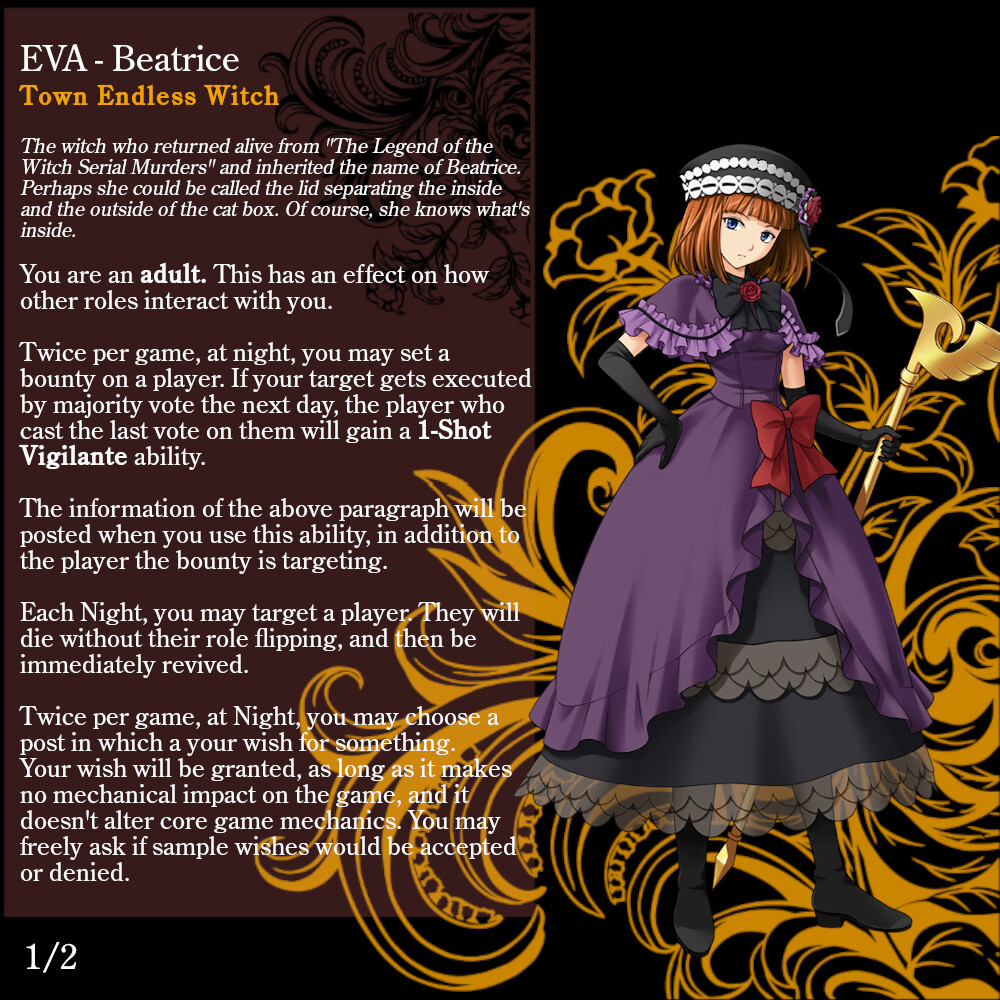 EVA - Beatrice
Town Endless Witch
The witch who returned alive from "The Legend of the
Witch Serial Murders" and inherited the name of Beatrice.
Perhaps she could be called the lid separating the inside
and the outside of the cat box. Of course, she knows what's
inside.
You are an adult. This has an effect on how
other roles interact with you.
Twice per game, at night, you may set a
bounty on a player. If your target gets executed
by majority vote the next day, the player who
cast the last vote on them will gain a 1-Shot
Vigilante ability.
The information of the above paragraph will be
posted when you use this ability, in addition to
the player the bounty is targeting.
Each Night, you may target a player. They will
die without their role flipping, and then be
immediately revived.
Twice per game, at Night, you may choose a
post in which a your wish for something.
Your wish will be granted, as long as it makes
no mechanical impact on the game, and it
doesn't alter core game mechanics. You may
freely ask if sample wishes would be accepted
or denied.
1/2